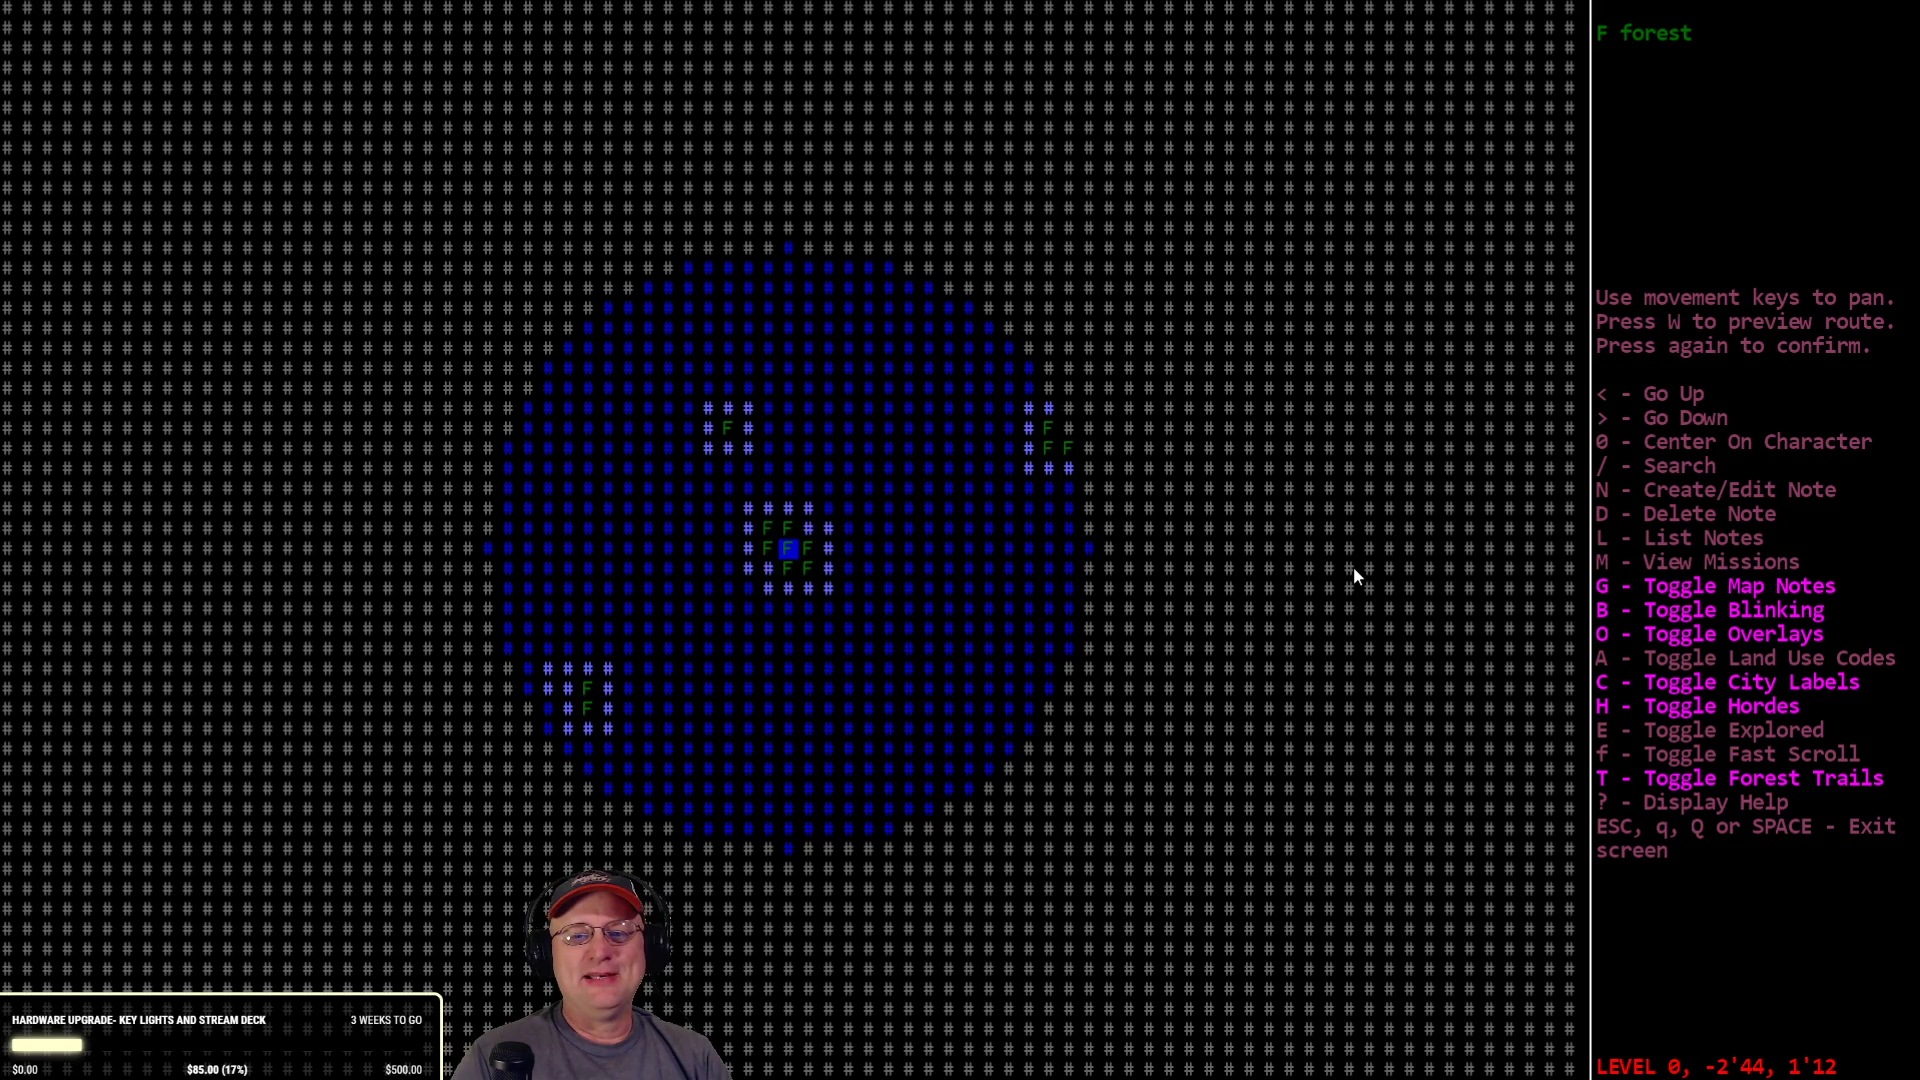 F forest
Use movement keys to pan.
Press W to preview route.
Press again to confirm.
< - Go Up
> - Go Down
0 - Center On Character
/ - Search
N - Create/Edit Note
D - Delete Note
L - List Notes
M - View Missions
G - Toggle Map Notes
B - Toggle Blinking
O - Toggle Overlays
A - Toggle Land Use Codes
C - Toggle City Labels
H - Toggle Hordes
E - Toggle Explored
f - Toggle Fast Scroll
T - Toggle Forest Trails
? - Display Help
ESC, q, Q or SPACE - Exit
screen
LEVEL 0, -2'44, 1'12
HARDWARE UPGRADE- KEY LIGHTS AND STREAM DECK 3 WEEKS TO GO
$0.00 $85.00 (17%) $500.00